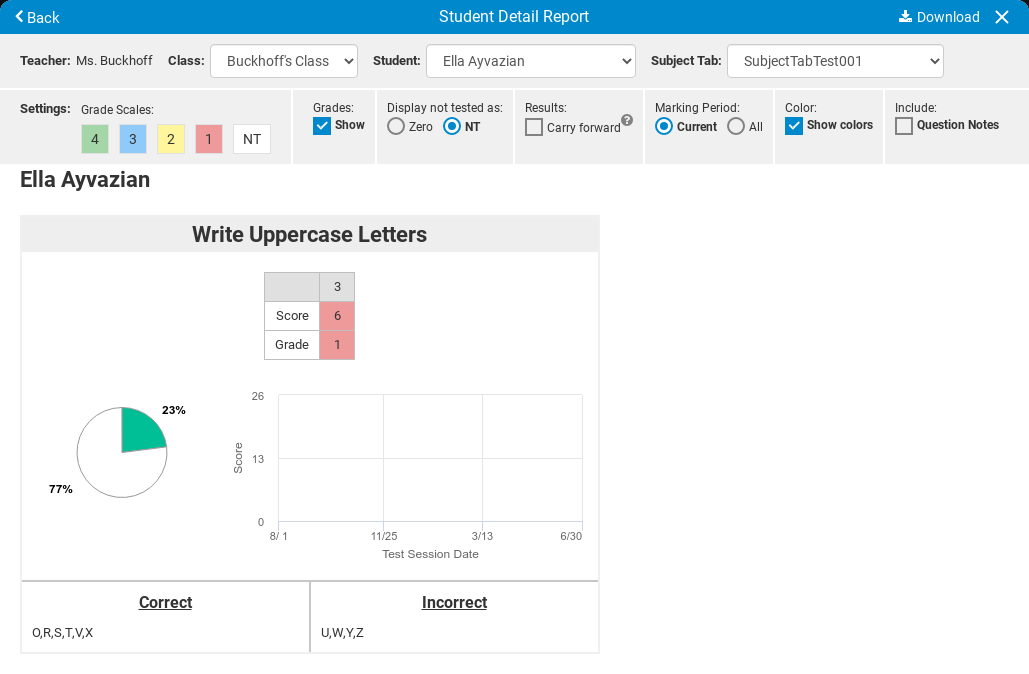 Back
Student Detail Report
Download
Teacher: Ms. Buckhoff Class: Buckhoff's Class Student: Ella Ayvazian Subject Tab: SubjectTabTest001
Settings: Grade Scales:
4 3 2 1 NT
Grades:
Show
Display not tested as:
Zero NT
Results:
Carry forward ?
Marking Period:
Current All
Color:
Show colors
Include:
Question Notes
Ella Ayvazian
Write Uppercase Letters
3
Score 6
Grade 1
23%
77%
26
13
0
Score
8/ 1 11/25 3/13 6/30
Test Session Date
Correct
O,R,S,T,V,X
Incorrect
U,W,Y,Z